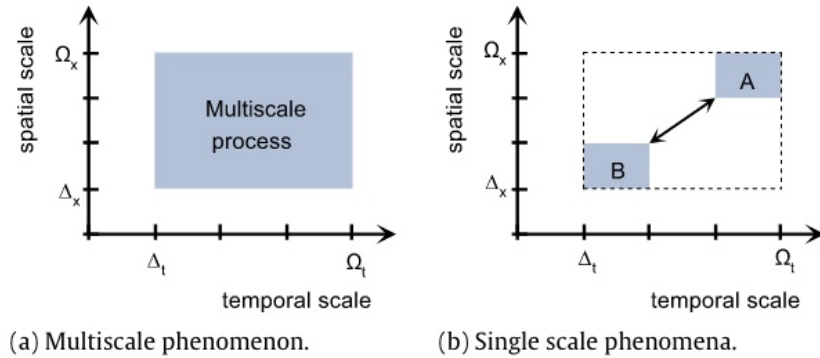 spatial scale
Ωx
Δx
Multiscale
process
Δt
Ωt
temporal scale
(a) Multiscale phenomenon.
spatial scale
Ωx
Δx
A
B
Δt
Ωt
temporal scale
(b) Single scale phenomena.